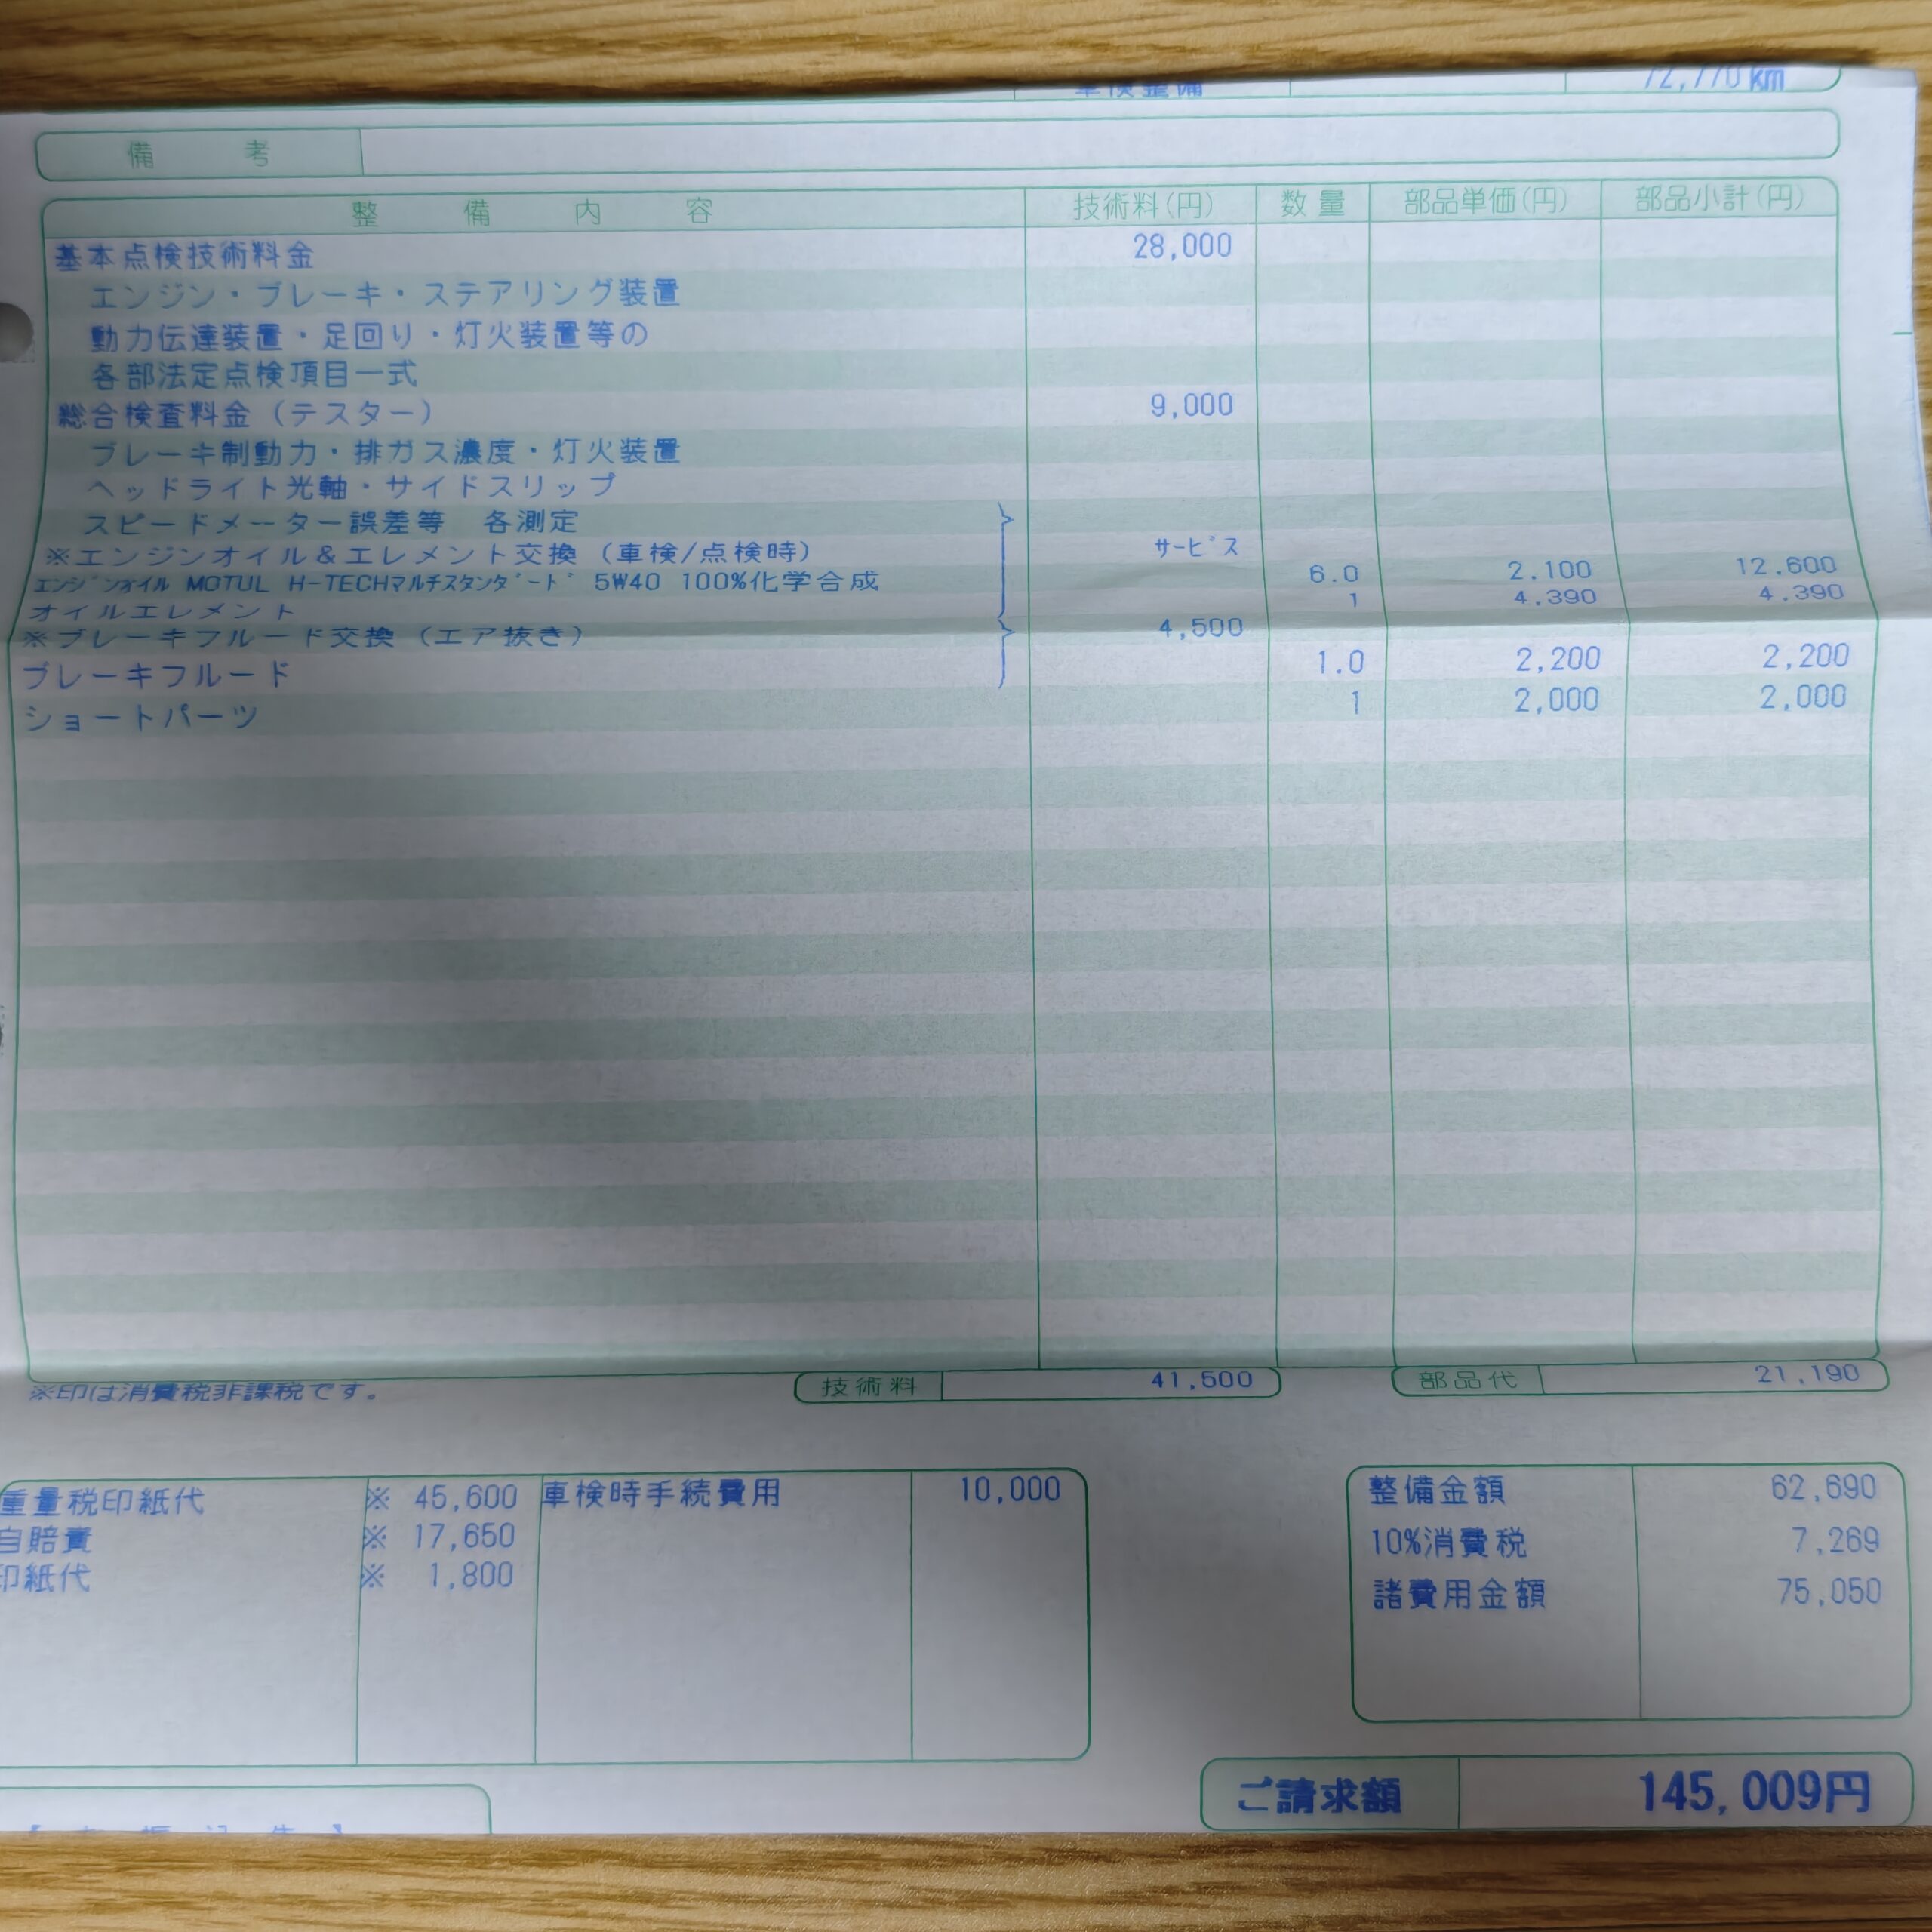 車検整備 72,770km
備考
整備内容 技術料(円) 数量 部品単価(円) 部品小計(円)
基本点検技術料金 28,000
エンジン・ブレーキ・ステアリング装置
動力伝達装置・足回り・灯火装置等の
各部法定点検項目一式
総合検査料金(テスター) 9,000
ブレーキ制動力・排ガス濃度・灯火装置
ヘッドライト光軸・サイドスリップ
スピードメーター誤差等 各測定
※エンジンオイル&エレメント交換(車検/点検時) サービス
エンジンオイル MOTUL H-TECHマルチスタンダード 5W40 100%化学合成 6.0 2,100 12,600
オイルエレメント 1 4,390 4,390
※ブレーキフルード交換(エア抜き) 4,500
ブレーキフルード 1.0 2,200 2,200
ショートパーツ 1 2,000 2,000
※印は消費税非課税です。 技術料 41,500 部品代 21,190
重量税印紙代 ※ 45,600 車検時手続費用 10,000
自賠責 ※ 17,650
印紙代 ※ 1,800
整備金額 62,690
10%消費税 7,269
諸費用金額 75,050
ご請求額 145,009円